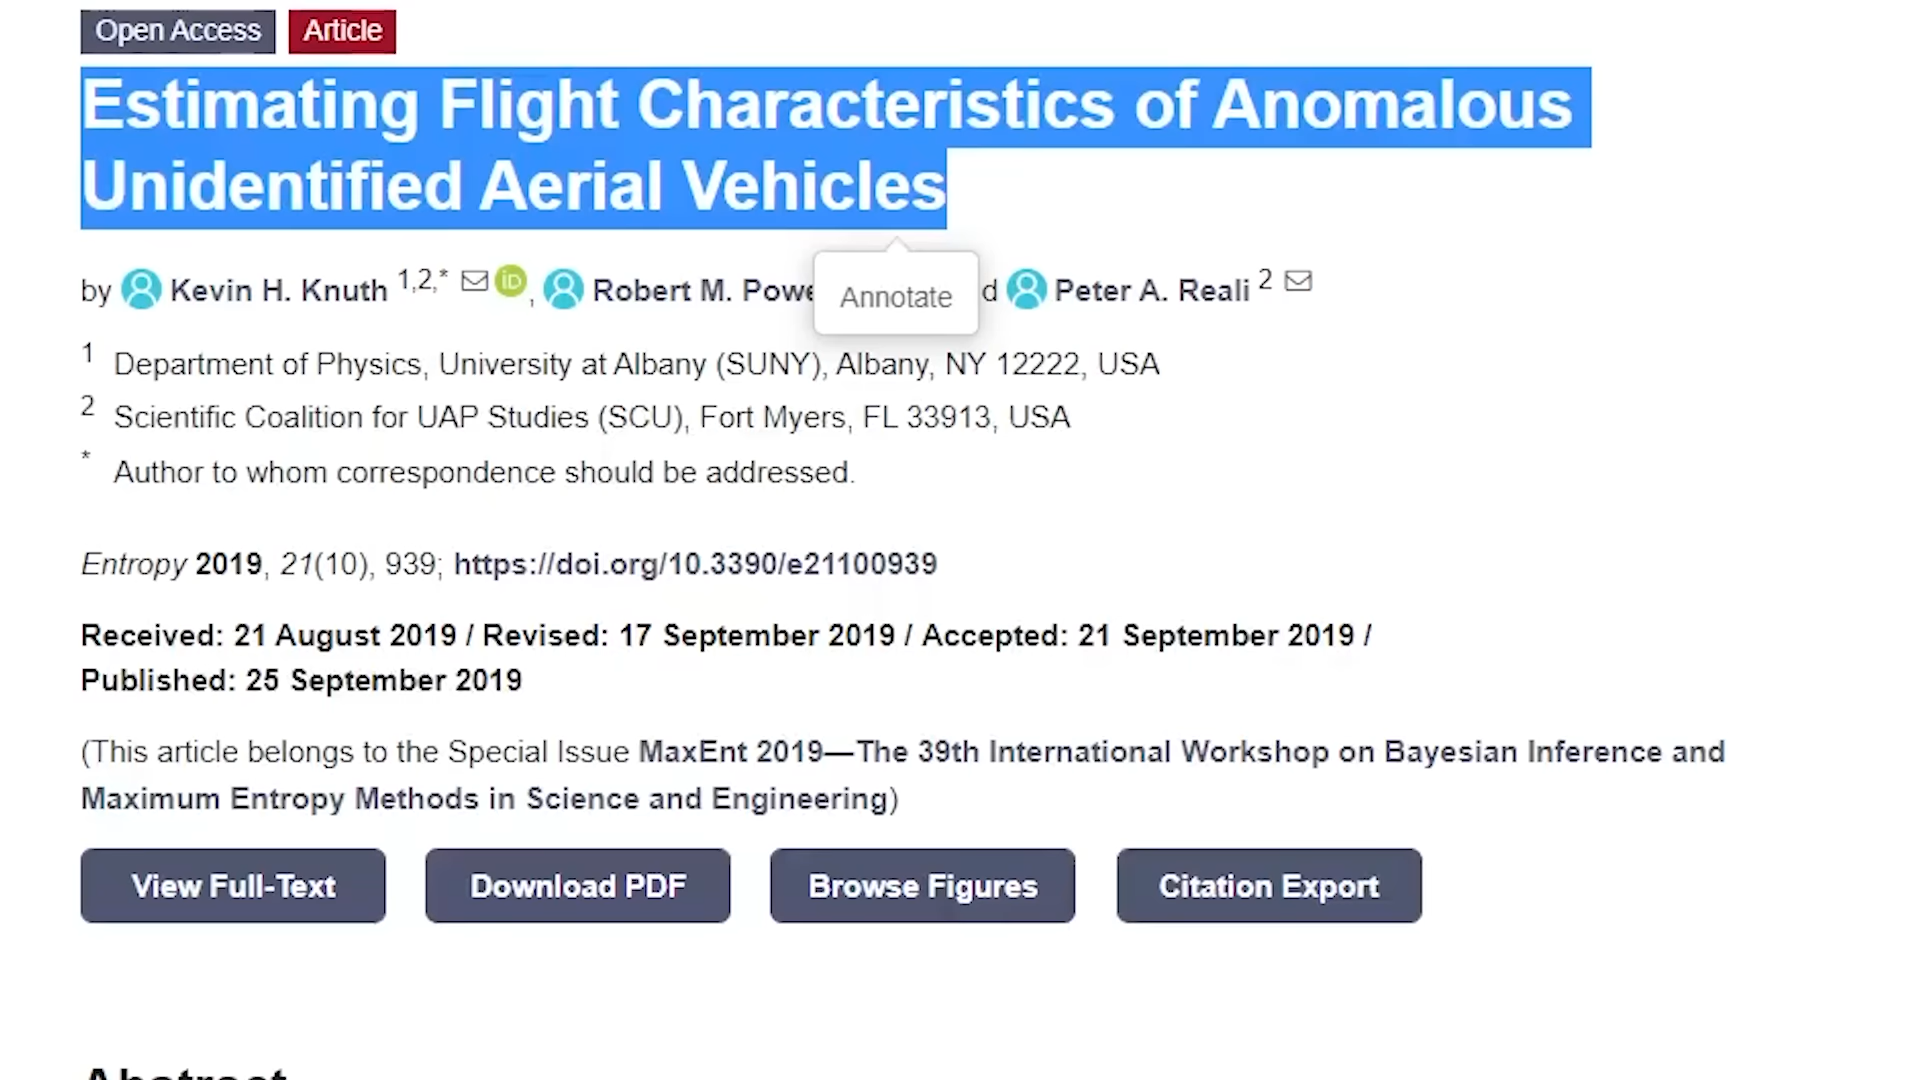 Open Access Article
Estimating Flight Characteristics of Anomalous
Unidentified Aerial Vehicles
by Kevin H. Knuth 1,2,* iD , Robert M. Annotate Peter A. Reali 2
1 Department of Physics, University at Albany (SUNY), Albany, NY 12222, USA
2 Scientific Coalition for UAP Studies (SCU), Fort Myers, FL 33913, USA
* Author to whom correspondence should be addressed.
Entropy 2019, 21(10), 939; https://doi.org/10.3390/e21100939
Received: 21 August 2019 / Revised: 17 September 2019 / Accepted: 21 September 2019 /
Published: 25 September 2019
(This article belongs to the Special Issue MaxEnt 2019—The 39th International Workshop on Bayesian Inference and
Maximum Entropy Methods in Science and Engineering)
View Full-Text Download PDF Browse Figures Citation Export
Abstract